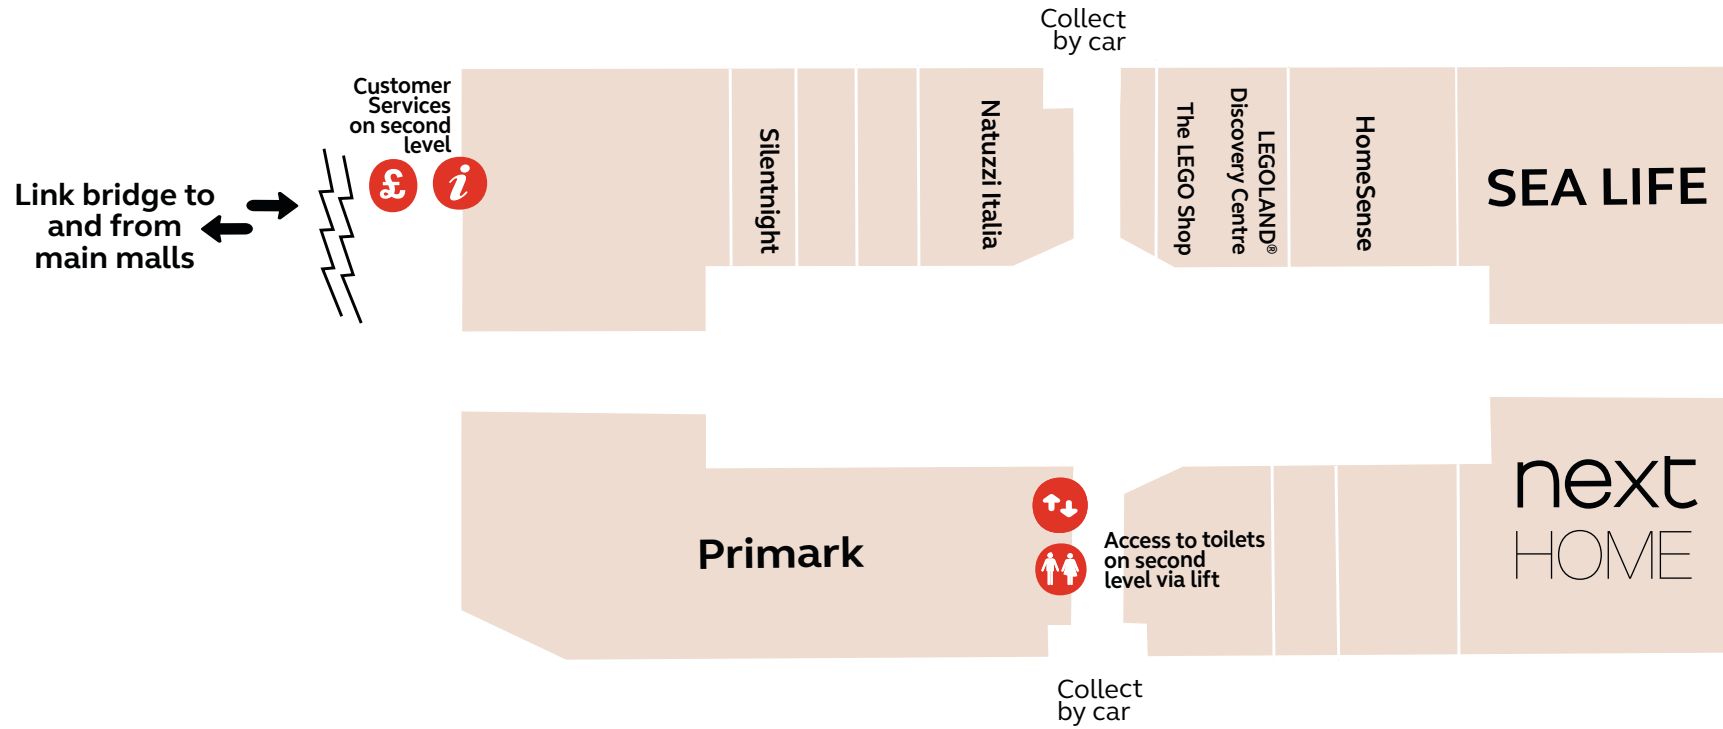 Collect
by car
Customer
Services
on second
level
£
i
Link bridge to
and from
main malls
Silentnight
Natuzzi Italia
The LEGO Shop
LEGOLAND®
Discovery Centre
HomeSense
SEA LIFE
Primark
Access to toilets
on second
level via lift
next
HOME
Collect
by car